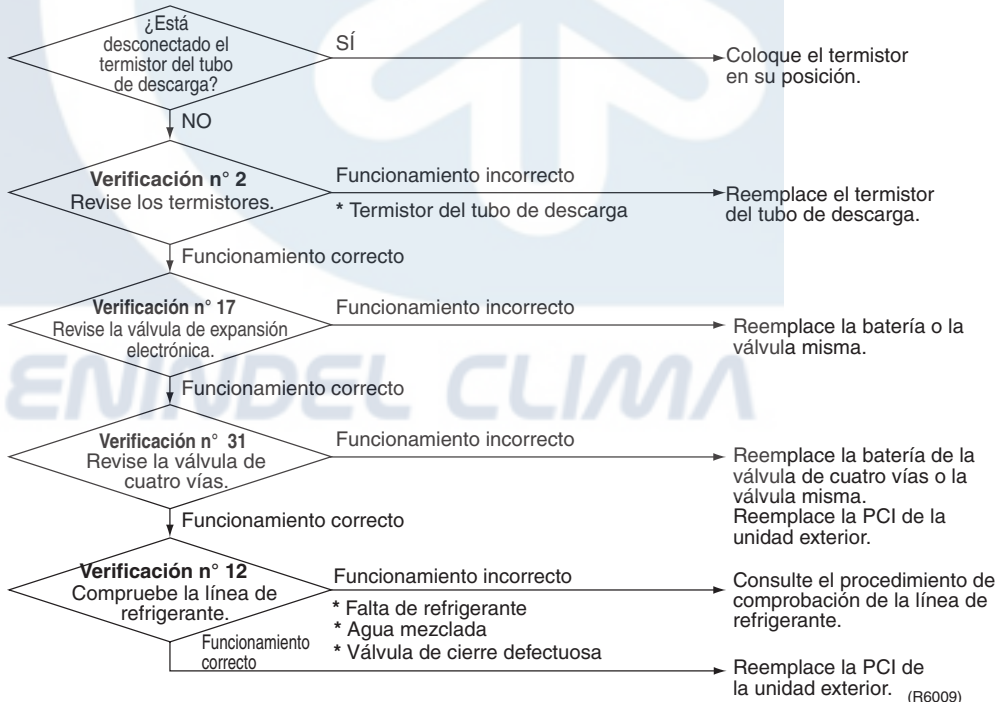 ¿Está
desconectado el
termistor del tubo
de descarga?
SÍ
Coloque el termistor
en su posición.
NO
Verificación n° 2
Revise los termistores.
Funcionamiento incorrecto
* Termistor del tubo de descarga
Reemplace el termistor
del tubo de descarga.
Funcionamiento correcto
Verificación n° 17
Revise la válvula de expansión
electrónica.
Funcionamiento incorrecto
Reemplace la batería o la
válvula misma.
ENINDEL CLIMA
Funcionamiento correcto
Verificación n° 31
Revise la válvula de
cuatro vías.
Funcionamiento incorrecto
Reemplace la batería de la
válvula de cuatro vías o la
válvula misma.
Reemplace la PCI de la
unidad exterior.
Funcionamiento correcto
Verificación n° 12
Compruebe la línea de
refrigerante.
Funcionamiento incorrecto
* Falta de refrigerante
* Agua mezclada
* Válvula de cierre defectuosa
Consulte el procedimiento de
comprobación de la línea de
refrigerante.
Funcionamiento
correcto
Reemplace la PCI de
la unidad exterior.
(R6009)